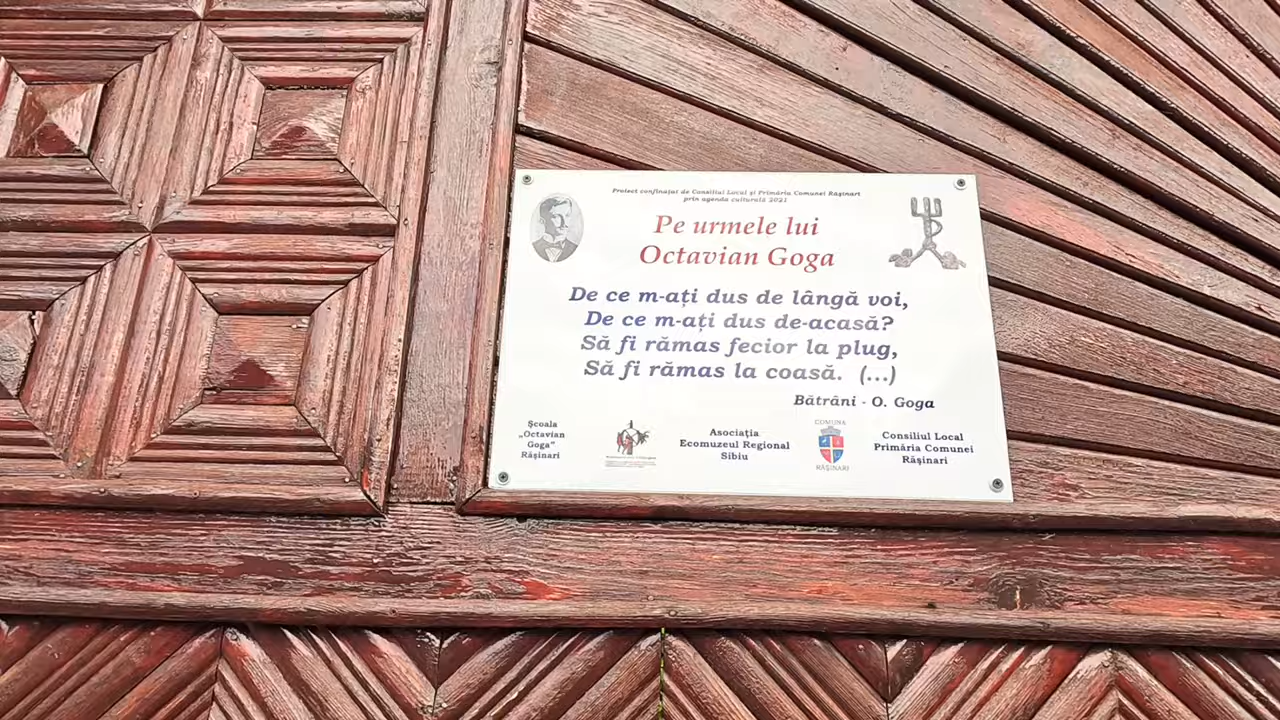 Proiect confinațat de Consiliul Local și Primăria Comunei Rășinari
prin agenda culturală 2021
Pe urmele lui
Octavian Goga
De ce m-ați dus de lângă voi,
De ce m-ați dus de-acasă?
Să fi rămas fecior la plug,
Să fi rămas la coasă. (...)
Bătrâni - O. Goga
Școala
„Octavian
Goga"
Rășinari
Asociația
Ecomuzeul Regional
Sibiu
COMUNA
RĂȘINARI
Consiliul Local
Primăria Comunei
Rășinari